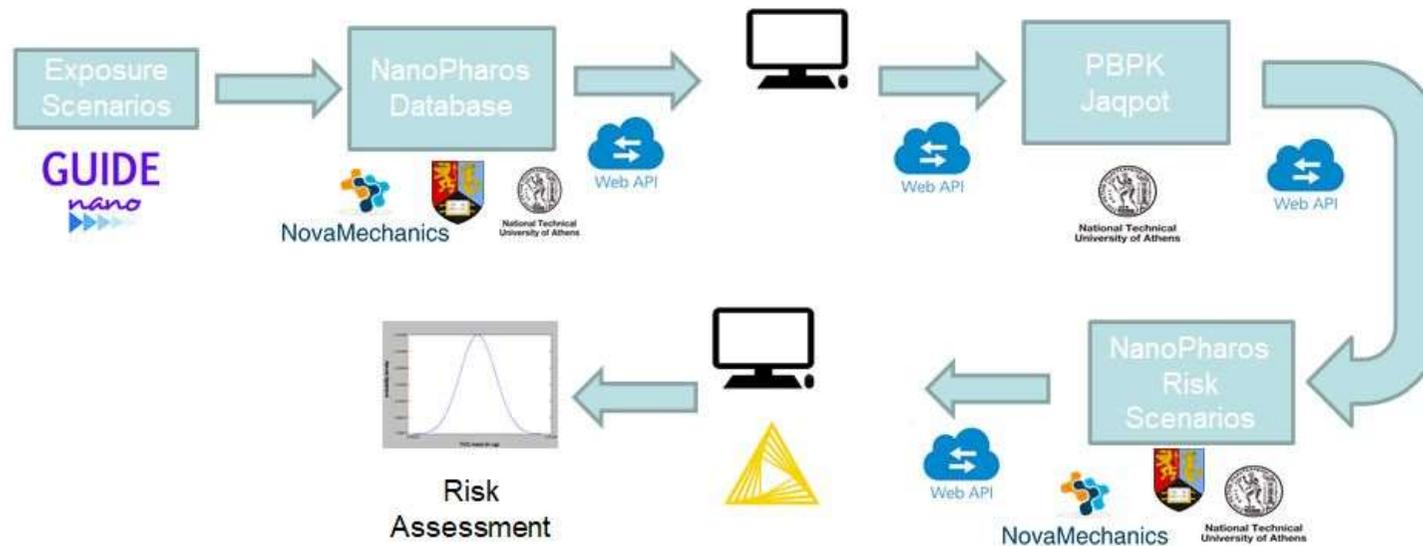 Exposure
Scenarios
NanoPharos
Database
PBPK
Jaqpot
GUIDE
nano
Web API
Web API
Web API
NovaMechanics
National Technical
University of Athens
National Technical
University of Athens
NanoPharos
Risk
Scenarios
Risk
Assessment
Web API
NovaMechanics
National Technical
University of Athens